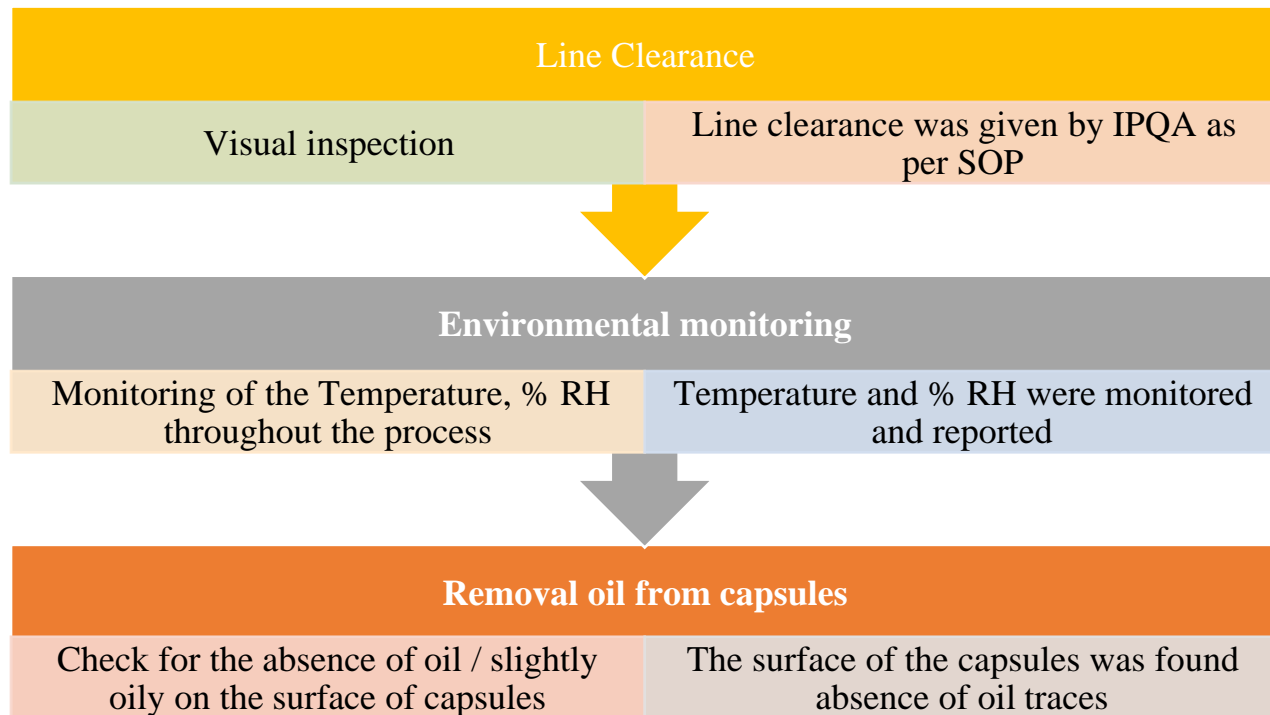 Line Clearance
Visual inspection
Line clearance was given by IPQA as
per SOP
Environmental monitoring
Monitoring of the Temperature, % RH
throughout the process
Temperature and % RH were monitored
and reported
Removal oil from capsules
Check for the absence of oil / slightly
oily on the surface of capsules
The surface of the capsules was found
absence of oil traces